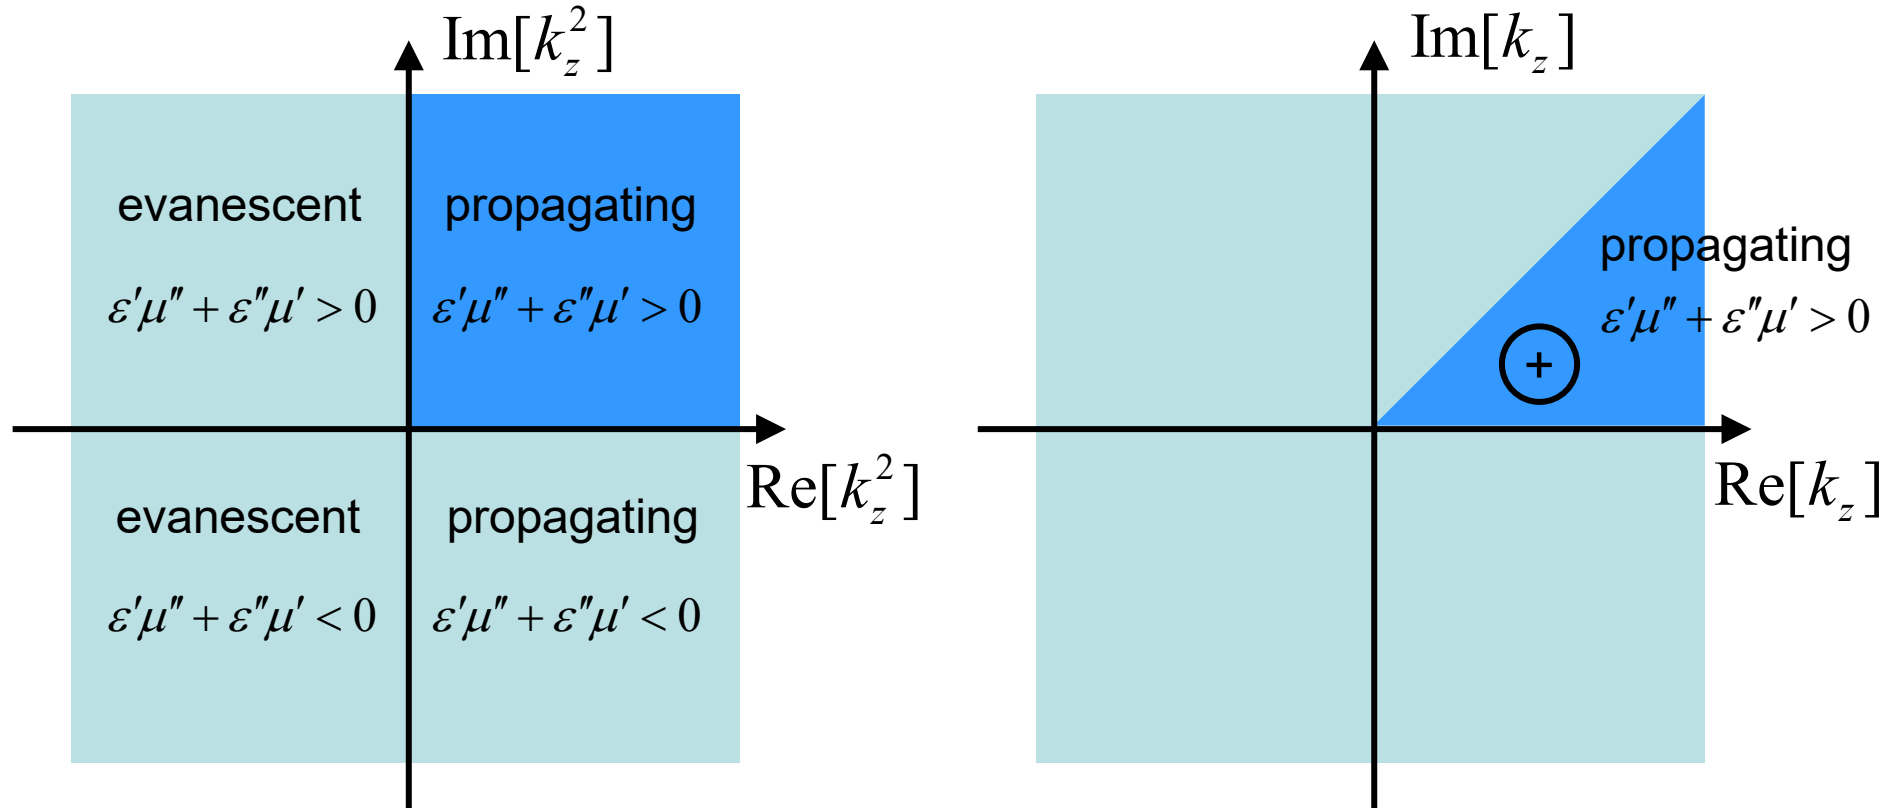 Im[k_z^2]
evanescent
propagating
ε′μ″ + ε″μ′ > 0
ε′μ″ + ε″μ′ > 0
Re[k_z^2]
evanescent
propagating
ε′μ″ + ε″μ′ < 0
ε′μ″ + ε″μ′ < 0
Im[k_z]
propagating
ε′μ″ + ε″μ′ > 0
+
Re[k_z]